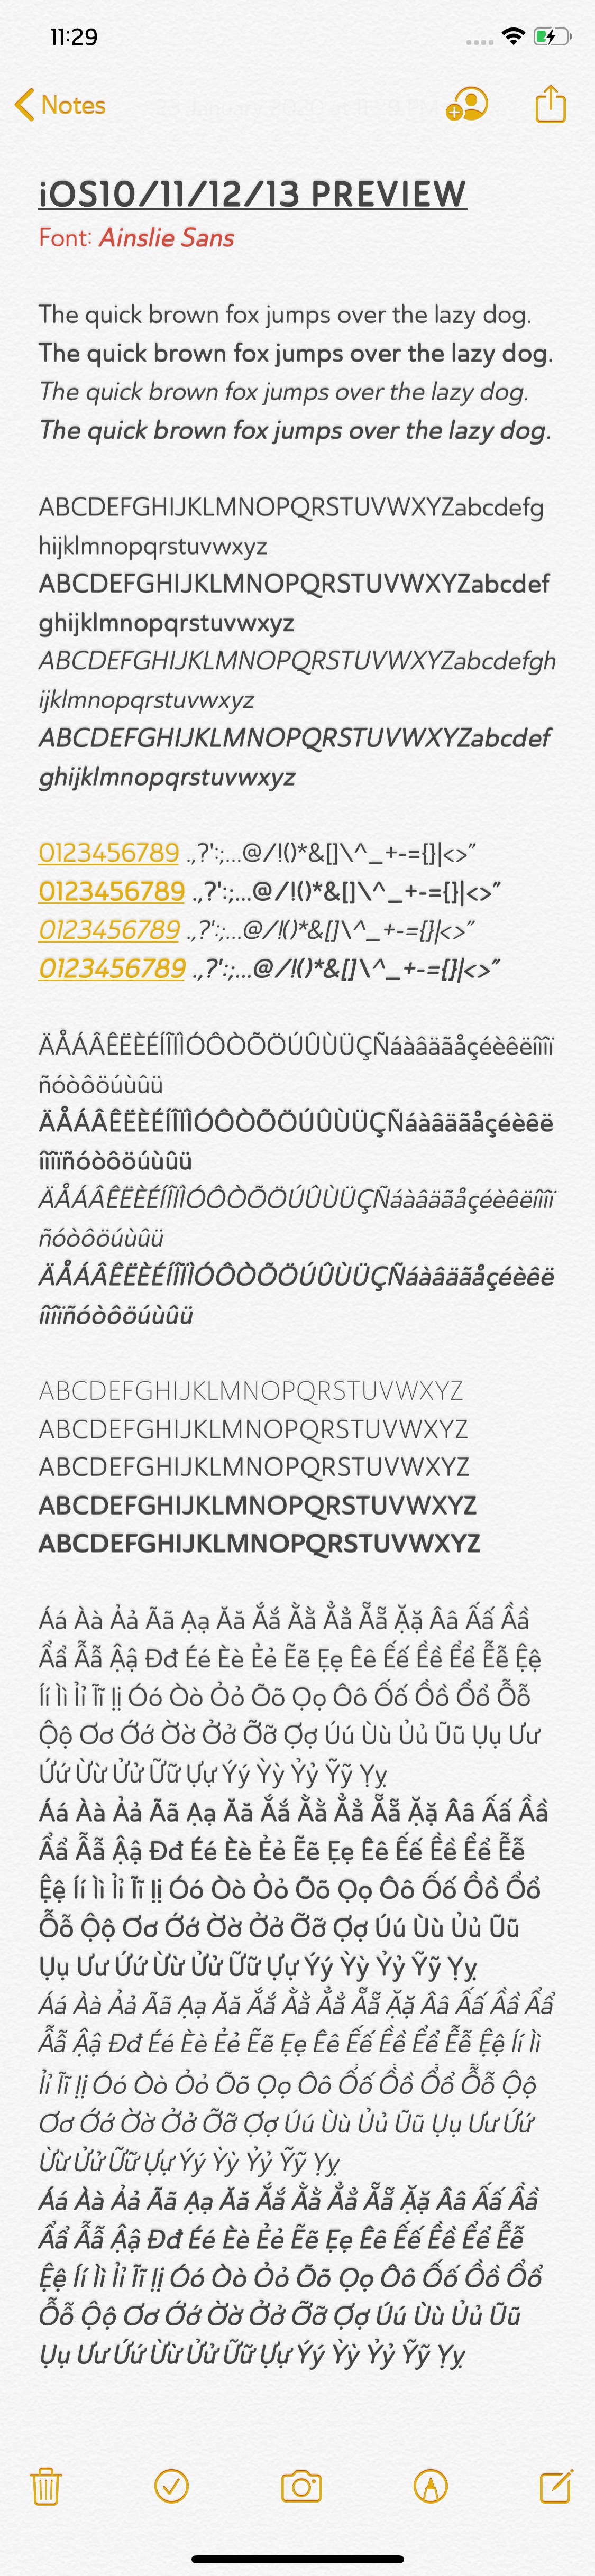 11:29
Notes
iOS10/11/12/13 PREVIEW
Font: Ainslie Sans
The quick brown fox jumps over the lazy dog.
The quick brown fox jumps over the lazy dog.
The quick brown fox jumps over the lazy dog.
The quick brown fox jumps over the lazy dog.
ABCDEFGHIJKLMNOPQRSTUVWXYZabcdefg
hijklmnopqrstuvwxyz
ABCDEFGHIJKLMNOPQRSTUVWXYZabcdef
ghijklmnopqrstuvwxyz
ABCDEFGHIJKLMNOPQRSTUVWXYZabcdefgh
ijklmnopqrstuvwxyz
ABCDEFGHIJKLMNOPQRSTUVWXYZabcdef
ghijklmnopqrstuvwxyz
0123456789 .,?':;...@/!()*&[]\^_+-={}|<>"
0123456789 .,?':;...@/!()*&[]\^_+-={}|<>"
0123456789 .,?':;...@/!()*&[]\^_+-={}|<>"
0123456789 .,?':;...@/!()*&[]\^_+-={}|<>"
ÄÅÁÂÊËÈÉÍÎÏÌÓÔÒÕÖÚÛÙÜÇÑáàâäãåçéèêëíîïï
ñóòôöúùûü
ÄÅÁÂÊËÈÉÍÎÏÌÓÔÒÕÖÚÛÙÜÇÑáàâäãåçéèêë
íîïïñóòôöúùûü
ÄÅÁÂÊËÈÉÍÎÏÌÓÔÒÕÖÚÛÙÜÇÑáàâäãåçéèêëíîïï
ñóòôöúùûü
ÄÅÁÂÊËÈÉÍÎÏÌÓÔÒÕÖÚÛÙÜÇÑáàâäãåçéèêë
íîïïñóòôöúùûü
ABCDEFGHIJKLMNOPQRSTUVWXYZ
ABCDEFGHIJKLMNOPQRSTUVWXYZ
ABCDEFGHIJKLMNOPQRSTUVWXYZ
ABCDEFGHIJKLMNOPQRSTUVWXYZ
ABCDEFGHIJKLMNOPQRSTUVWXYZ
Áá Àà Ảả Ãã Ạạ Ăă Ắắ Ằằ Ẳẳ Ẵẵ Ặặ Ââ Ấấ Ầầ
Ẩẩ Ẫẫ Ậậ Đđ Éé Èè Ẻẻ Ẽẽ Ẹẹ Êê Ếế Ềề Ểể Ễễ Ệệ
Íí Ìì Ỉỉ Ĩĩ Ịị Óó Òò Ỏỏ Õõ Ọọ Ôô Ốố Ồồ Ổổ Ỗỗ
Ộộ Ơơ Ớớ Ờờ Ởở Ỡỡ Ợợ Úú Ùù Ủủ Ũũ Ụụ Ưư
Ứứ Ừừ Ửử Ữữ Ựự Ýý Ỳỳ Ỷỷ Ỹỹ Ỵỵ
Áá Àà Ảả Ãã Ạạ Ăă Ắắ Ằằ Ẳẳ Ẵẵ Ặặ Ââ Ấấ Ầầ
Ẩẩ Ẫẫ Ậậ Đđ Éé Èè Ẻẻ Ẽẽ Ẹẹ Êê Ếế Ềề Ểể Ễễ
Ệệ Íí Ìì Ỉỉ Ĩĩ Ịị Óó Òò Ỏỏ Õõ Ọọ Ôô Ốố Ồồ Ổổ
Ỗỗ Ộộ Ơơ Ớớ Ờờ Ởở Ỡỡ Ợợ Úú Ùù Ủủ Ũũ
Ụụ Ưư Ứứ Ừừ Ửử Ữữ Ựự Ýý Ỳỳ Ỷỷ Ỹỹ Ỵỵ
Áá Àà Ảả Ãã Ạạ Ăă Ắắ Ằằ Ẳẳ Ẵẵ Ặặ Ââ Ấấ Ầầ Ẩẩ
Ẫẫ Ậậ Đđ Éé Èè Ẻẻ Ẽẽ Ẹẹ Êê Ếế Ềề Ểể Ễễ Ệệ Íí Ìì
Ỉỉ Ĩĩ Ịị Óó Òò Ỏỏ Õõ Ọọ Ôô Ốố Ồồ Ổổ Ỗỗ Ộộ
Ơơ Ớớ Ờờ Ởở Ỡỡ Ợợ Úú Ùù Ủủ Ũũ Ụụ Ưư Ứứ
Ừừ Ửử Ữữ Ựự Ýý Ỳỳ Ỷỷ Ỹỹ Ỵỵ
Áá Àà Ảả Ãã Ạạ Ăă Ắắ Ằằ Ẳẳ Ẵẵ Ặặ Ââ Ấấ Ầầ
Ẩẩ Ẫẫ Ậậ Đđ Éé Èè Ẻẻ Ẽẽ Ẹẹ Êê Ếế Ềề Ểể Ễễ
Ệệ Íí Ìì Ỉỉ Ĩĩ Ịị Óó Òò Ỏỏ Õõ Ọọ Ôô Ốố Ồồ Ổổ
Ỗỗ Ộộ Ơơ Ớớ Ờờ Ởở Ỡỡ Ợợ Úú Ùù Ủủ Ũũ
Ụụ Ưư Ứứ Ừừ Ửử Ữữ Ựự Ýý Ỳỳ Ỷỷ Ỹỹ Ỵỵ